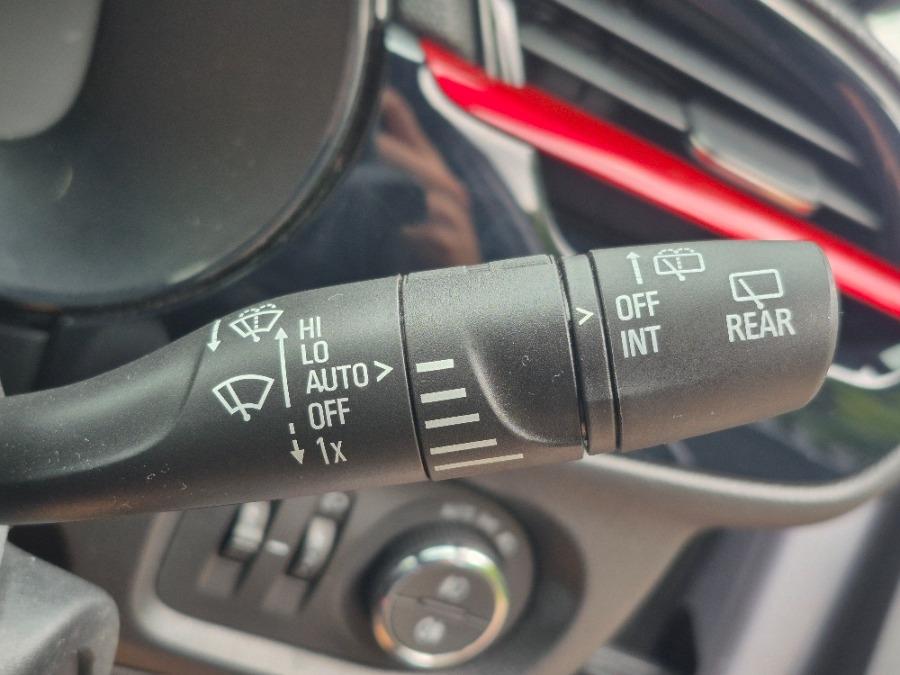 HI
LO
AUTO >
OFF
1x
>
OFF
INT
REAR